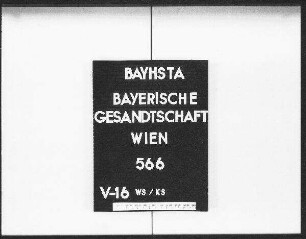 BAYHSTA
BAYERISCHE
GESANDTSCHAFT
WIEN
566
V-16 WS / KS